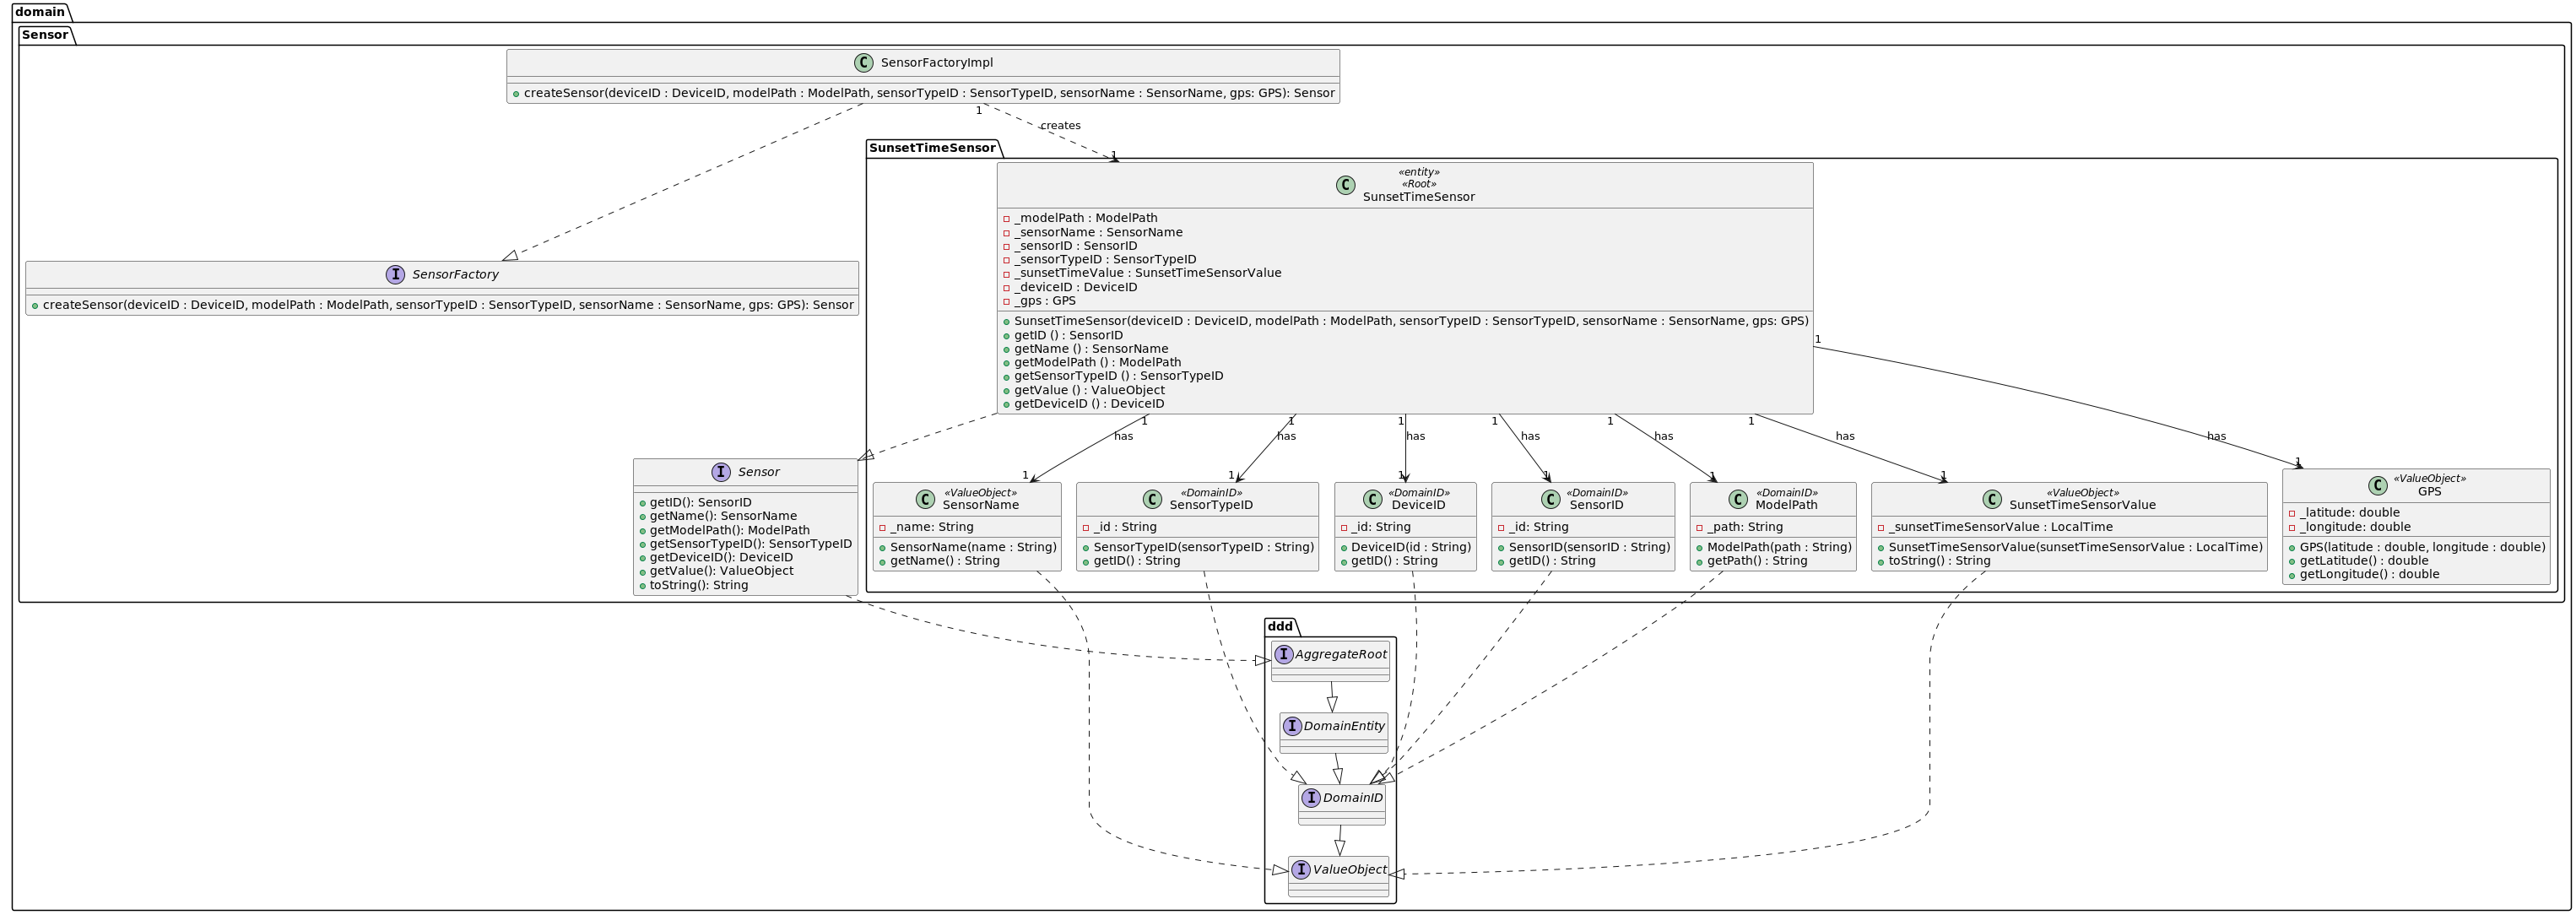 domain
Sensor
C SensorFactoryImpl
createSensor(deviceID : DeviceID, modelPath : ModelPath, sensorTypeID : SensorTypeID, sensorName : SensorName, gps: GPS): Sensor
1
creates
1
SunsetTimeSensor
«entity»
«Root»
C SunsetTimeSensor
_modelPath : ModelPath
_sensorName : SensorName
_sensorID : SensorID
_sensorTypeID : SensorTypeID
_sunsetTimeValue : SunsetTimeSensorValue
_deviceID : DeviceID
_gps : GPS
SunsetTimeSensor(deviceID : DeviceID, modelPath : ModelPath, sensorTypeID : SensorTypeID, sensorName : SensorName, gps: GPS)
getID () : SensorID
getName () : SensorName
getModelPath () : ModelPath
getSensorTypeID () : SensorTypeID
getValue () : ValueObject
getDeviceID () : DeviceID
I SensorFactory
createSensor(deviceID : DeviceID, modelPath : ModelPath, sensorTypeID : SensorTypeID, sensorName : SensorName, gps: GPS): Sensor
1
1 1 1 1 1 1
has has has has has has has
1 1 1 1 1 1 1
I Sensor
getID(): SensorID
getName(): SensorName
getModelPath(): ModelPath
getSensorTypeID(): SensorTypeID
getDeviceID(): DeviceID
getValue(): ValueObject
toString(): String
«ValueObject»
C SensorName
_name: String
SensorName(name : String)
getName() : String
«DomainID»
C SensorTypeID
_id : String
SensorTypeID(sensorTypeID : String)
getID() : String
«DomainID»
C DeviceID
_id: String
DeviceID(id : String)
getID() : String
«DomainID»
C SensorID
_id: String
SensorID(sensorID : String)
getID() : String
«DomainID»
C ModelPath
_path: String
ModelPath(path : String)
getPath() : String
«ValueObject»
C SunsetTimeSensorValue
_sunsetTimeSensorValue : LocalTime
SunsetTimeSensorValue(sunsetTimeSensorValue : LocalTime)
toString() : String
«ValueObject»
C GPS
_latitude: double
_longitude: double
GPS(latitude : double, longitude : double)
getLatitude() : double
getLongitude() : double
ddd
I AggregateRoot
I DomainEntity
I DomainID
I ValueObject